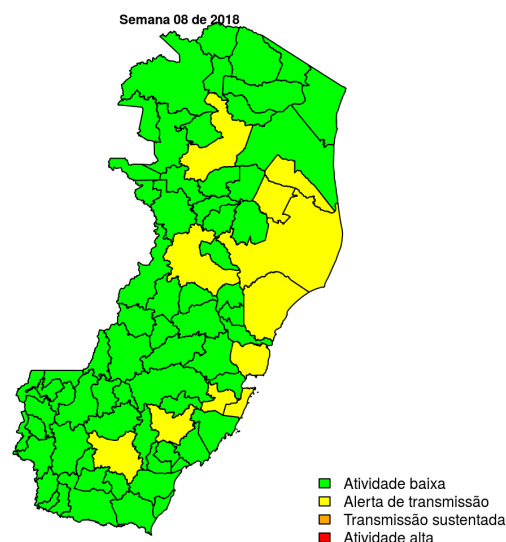 Semana 08 de 2018
Atividade baixa
Alerta de transmissão
Transmissão sustentada
Atividade alta